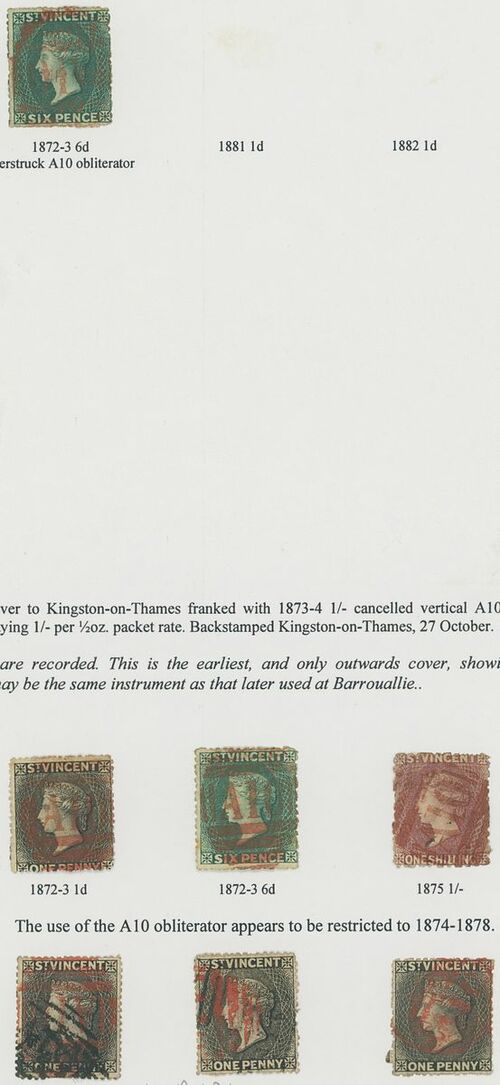 ST VINCENT
SIX PENCE
1872-3 6d
1881 1d
1882 1d
erstruck A10 obliterator
ver to Kingston-on-Thames franked with 1873-4 1/- cancelled vertical A10
ying 1/- per ½oz. packet rate. Backstamped Kingston-on-Thames, 27 October.
are recorded. This is the earliest, and only outwards cover, showi
ay be the same instrument as that later used at Barrouallie..
ST VINCENT
ONE PENNY
ST VINCENT
A10
SIX PENCE
ST VINCENT
ONE SHILLING
1872-3 1d
1872-3 6d
1875 1/-
The use of the A10 obliterator appears to be restricted to 1874-1878.
ST VINCENT
ONE PENNY
ST VINCENT
ONE PENNY
ST VINCENT
ONE PENNY